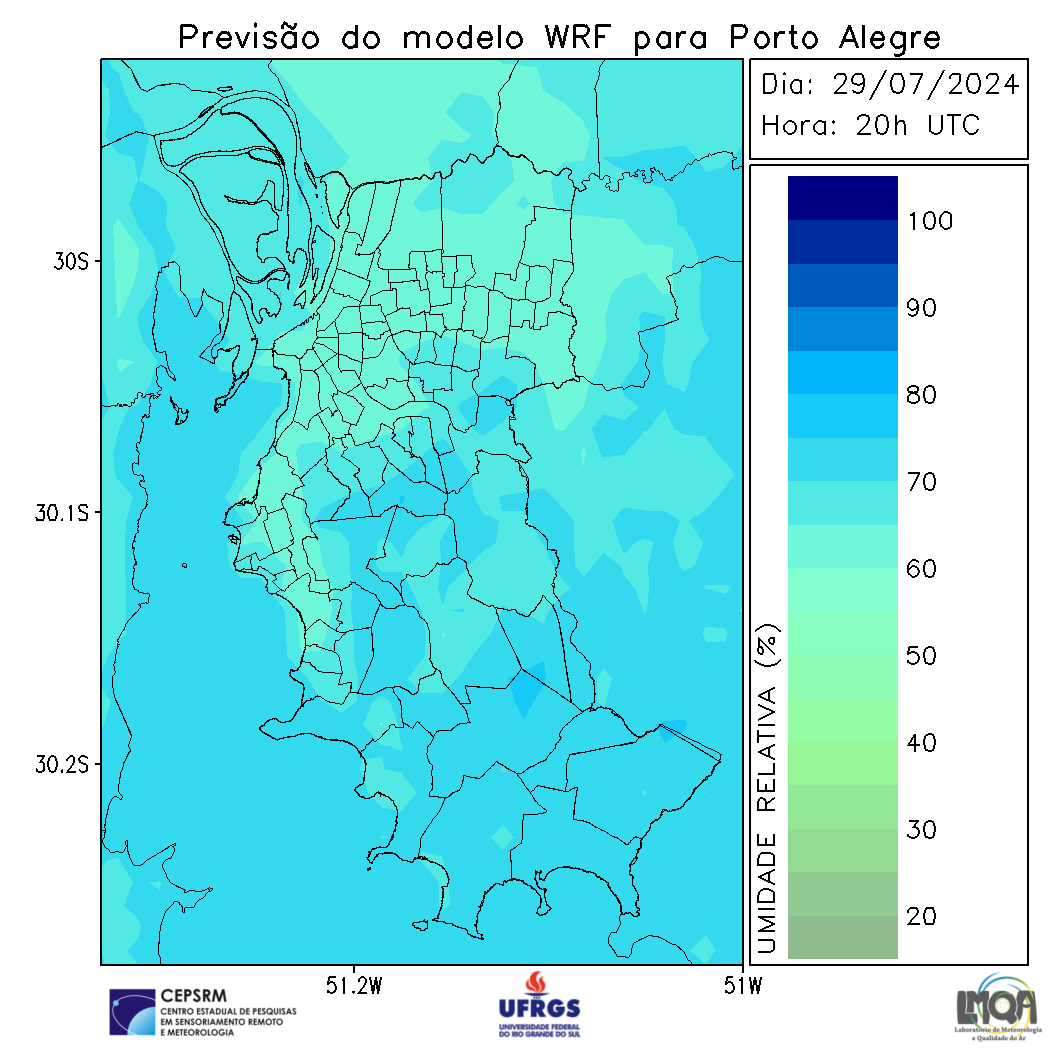 Previsão do modelo WRF para Porto Alegre
Dia: 29/07/2024
Hora: 20h UTC
100
90
80
70
60
50
40
30
20
UMIDADE RELATIVA (%)
30S
30.1S
30.2S
51.2W
51W
CEPSRM
CENTRO ESTADUAL DE PESQUISAS
EM SENSORIAMENTO REMOTO
E METEOROLOGIA
UFRGS
UNIVERSIDADE FEDERAL
DO RIO GRANDE DO SUL
LMQA
Laboratório de Meteorologia
e Qualidade do Ar